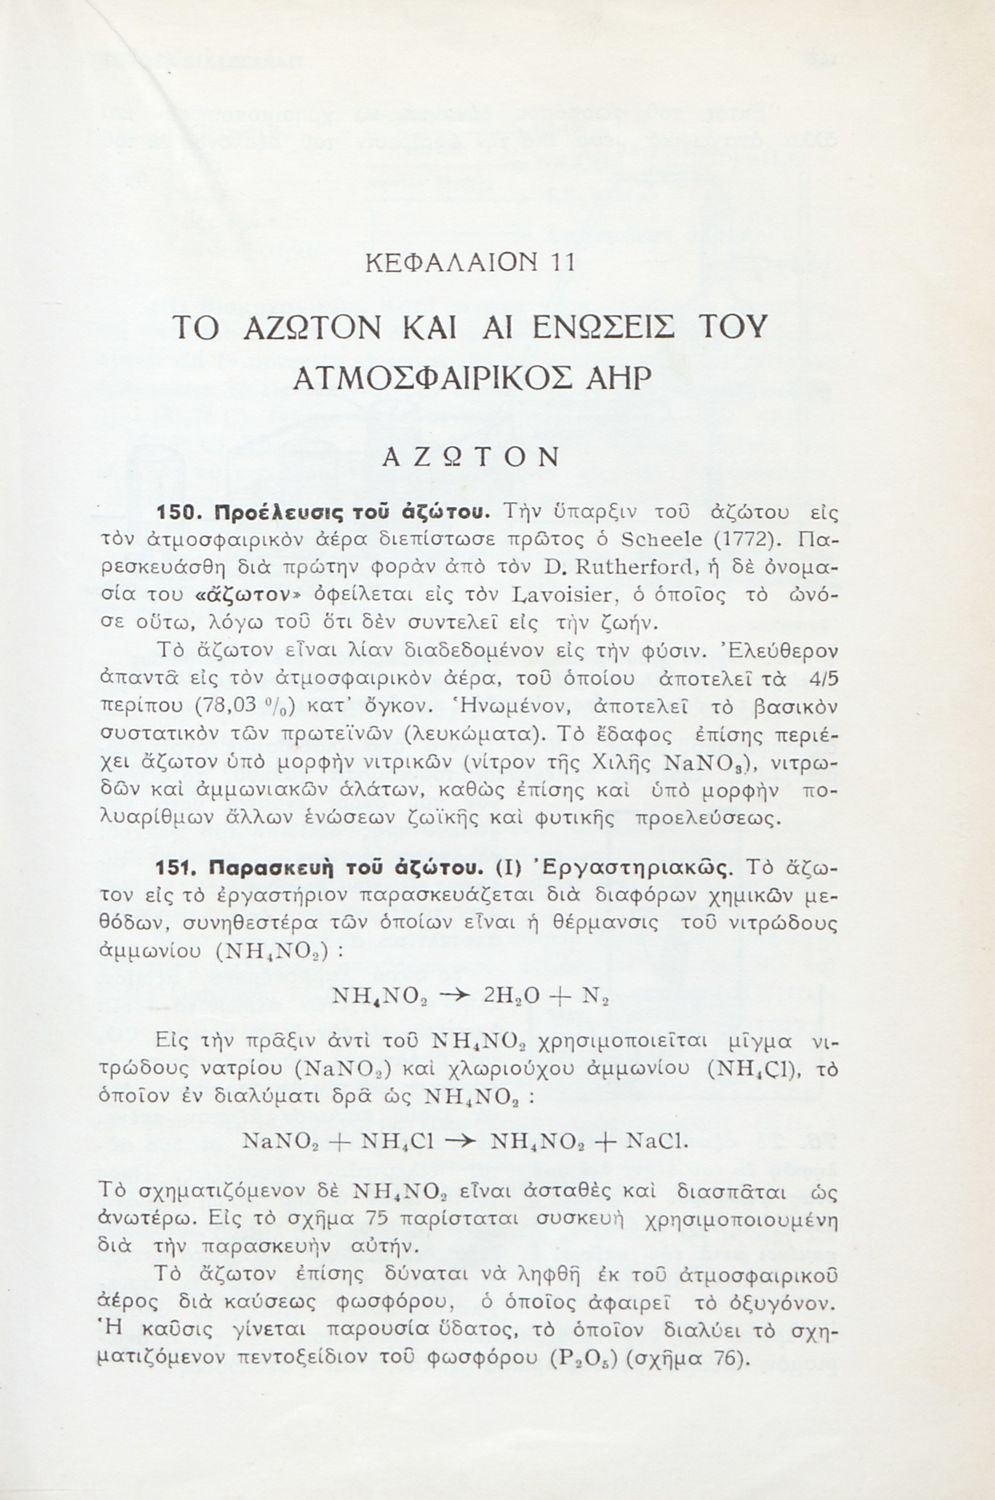 ΚΕΦΑΛΑΙΟΝ 11
ΤΟ ΑΖΩΤΟΝ ΚΑΙ ΑΙ ΕΝΩΣΕΙΣ ΤΟΥ
ΑΤΜΟΣΦΑΙΡΙΚΟΣ ΑΗΡ
ΑΖΩΤΟΝ
150. Προέλευσις τοῦ ἀζώτου. Τὴν ὕπαρξιν τοῦ ἀζώτου εἰς
τὸν ἀτμοσφαιρικὸν ἀέρα διεπίστωσε πρῶτος ὁ Scheele (1772). Πα-
ρεσκευάσθη διὰ πρώτην φορὰν ἀπὸ τὸν D. Rutherford, ἡ δὲ ὀνομα-
σία του «ἄζωτον» ὀφείλεται εἰς τὸν Lavoisier, ὁ ὁποῖος τὸ ὠνό-
σε οὕτω, λόγω τοῦ ὅτι δὲν συντελεῖ εἰς τὴν ζωήν.
Τὸ ἄζωτον εἶναι λίαν διαδεδομένον εἰς τὴν φύσιν. Ἐλεύθερον
ἀπαντᾶ εἰς τὸν ἀτμοσφαιρικὸν ἀέρα, τοῦ ὁποίου ἀποτελεῖ τὰ 4/5
περίπου (78,03 %) κατ' ὄγκον. Ἡνωμένον, ἀποτελεῖ τὸ βασικὸν
συστατικὸν τῶν πρωτεϊνῶν (λευκώματα). Τὸ ἔδαφος ἐπίσης περιέ-
χει ἄζωτον ὑπὸ μορφὴν νιτρικῶν (νίτρον τῆς Χιλῆς NaNO₃), νιτρω-
δῶν καὶ ἀμμωνιακῶν ἁλάτων, καθὼς ἐπίσης καὶ ὑπὸ μορφὴν πο-
λυαρίθμων ἄλλων ἑνώσεων ζωϊκῆς καὶ φυτικῆς προελεύσεως.
151. Παρασκευὴ τοῦ ἀζώτου. (I) Ἐργαστηριακῶς. Τὸ ἄζω-
τον εἰς τὸ ἐργαστήριον παρασκευάζεται διὰ διαφόρων χημικῶν με-
θόδων, συνηθεστέρα τῶν ὁποίων εἶναι ἡ θέρμανσις τοῦ νιτρώδους
ἀμμωνίου (NH₄NO₂) :
NH₄NO₂ → 2H₂O + N₂
Εἰς τὴν πρᾶξιν ἀντὶ τοῦ NH₄NO₂ χρησιμοποιεῖται μῖγμα νι-
τρώδους νατρίου (NaNO₂) καὶ χλωριούχου ἀμμωνίου (NH₄Cl), τὸ
ὁποῖον ἐν διαλύματι δρᾶ ὡς NH₄NO₂ :
NaNO₂ + NH₄Cl → NH₄NO₂ + NaCl.
Τὸ σχηματιζόμενον δὲ NH₄NO₂ εἶναι ἀσταθὲς καὶ διασπᾶται ὡς
ἀνωτέρω. Εἰς τὸ σχῆμα 75 παρίσταται συσκευὴ χρησιμοποιουμένη
διὰ τὴν παρασκευὴν αὐτήν.
Τὸ ἄζωτον ἐπίσης δύναται νὰ ληφθῆ ἐκ τοῦ ἀτμοσφαιρικοῦ
ἀέρος διὰ καύσεως φωσφόρου, ὁ ὁποῖος ἀφαιρεῖ τὸ ὀξυγόνον.
Ἡ καῦσις γίνεται παρουσία ὕδατος, τὸ ὁποῖον διαλύει τὸ σχη-
ματιζόμενον πεντοξείδιον τοῦ φωσφόρου (P₂O₅) (σχῆμα 76).